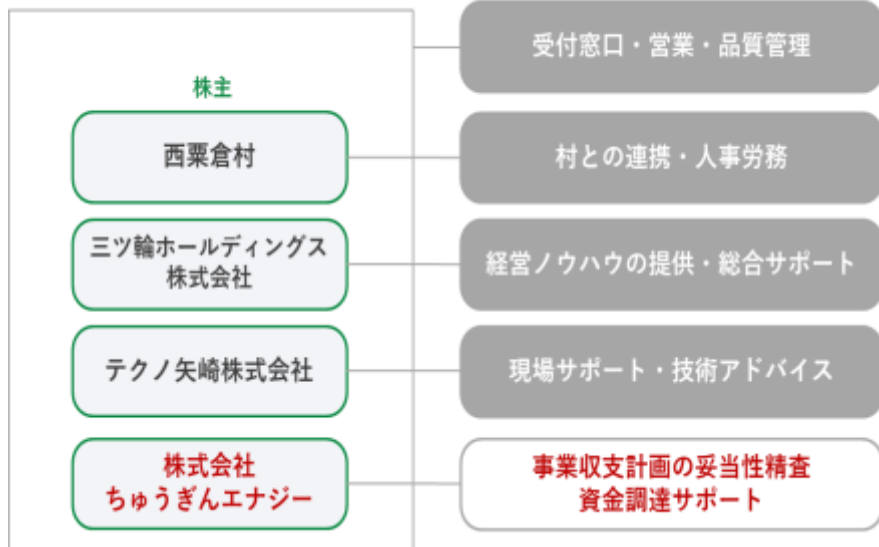 受付窓口・営業・品質管理
株主
西粟倉村
村との連携・人事労務
三ツ輪ホールディングス
株式会社
経営ノウハウの提供・総合サポート
テクノ矢崎株式会社
現場サポート・技術アドバイス
株式会社
ちゅうぎんエナジー
事業収支計画の妥当性精査
資金調達サポート